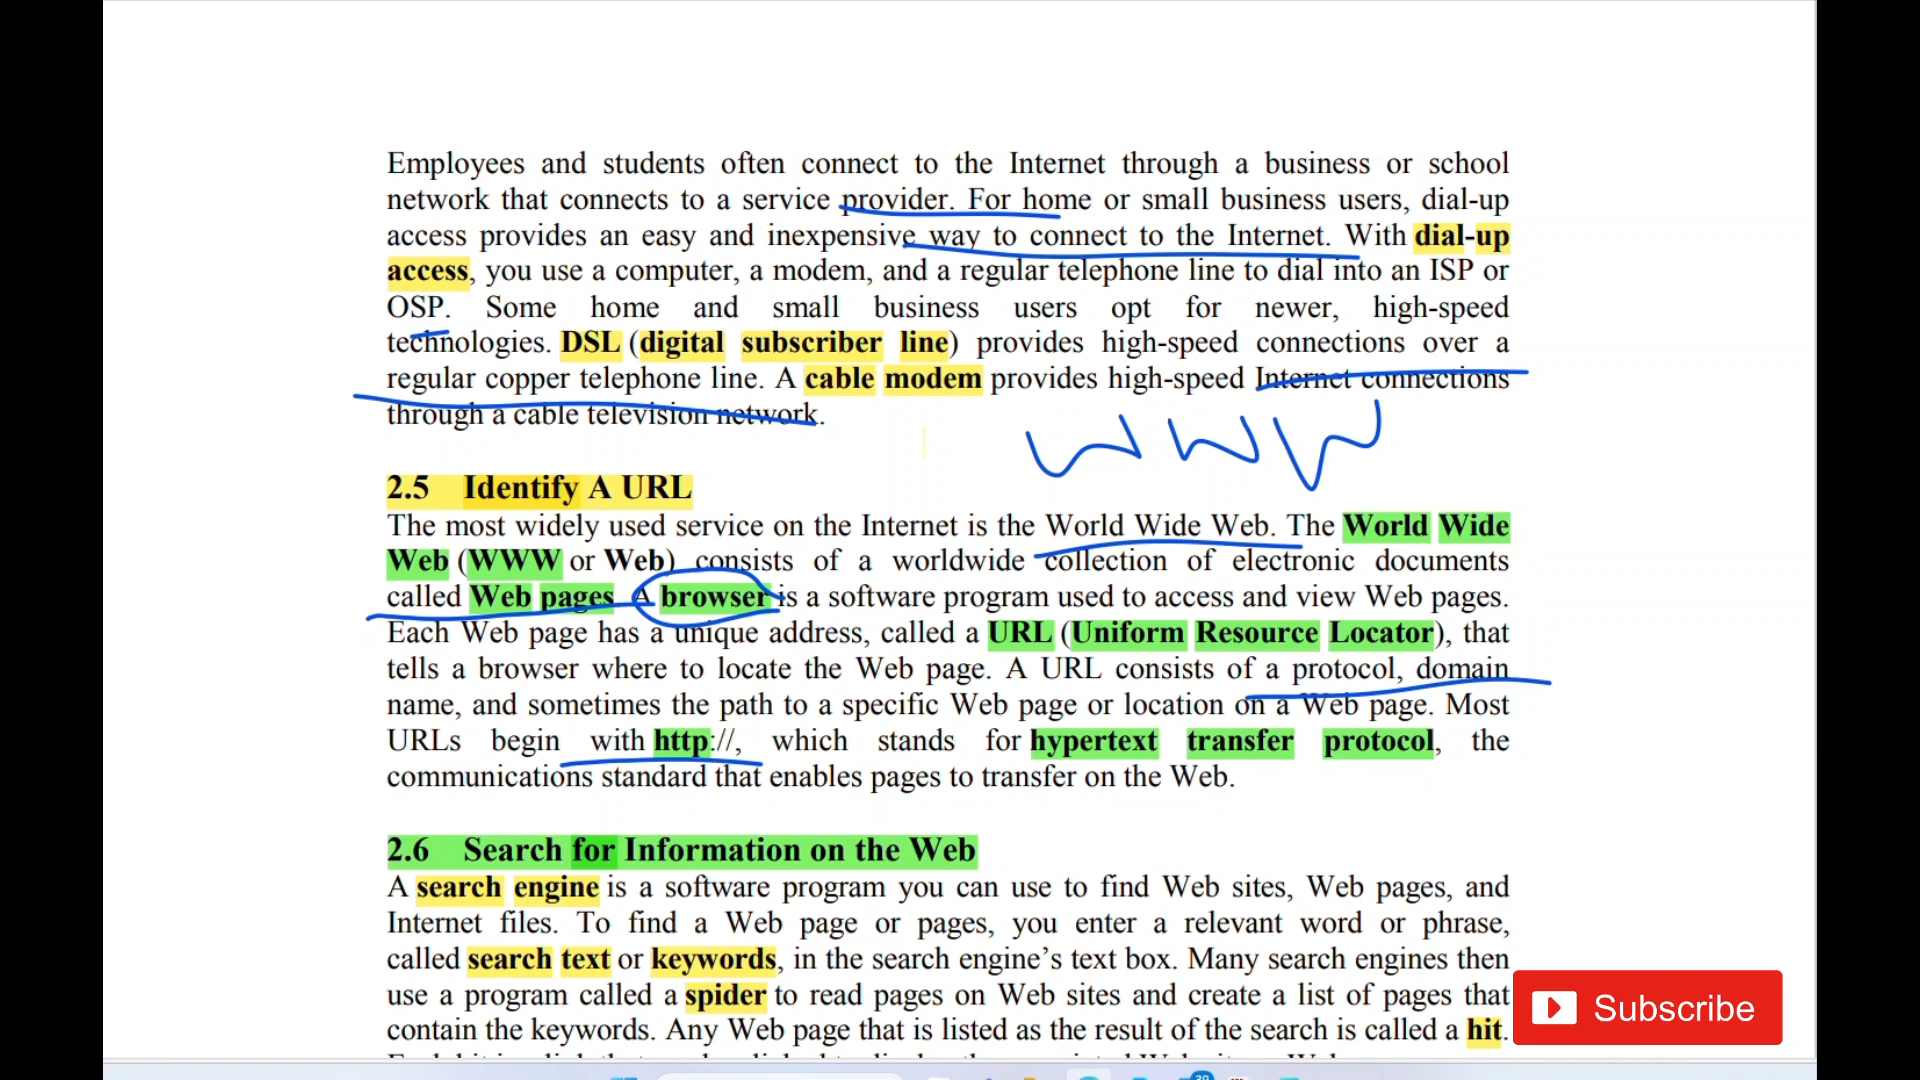 Employees and students often connect to the Internet through a business or school
network that connects to a service provider. For home or small business users, dial-up
access provides an easy and inexpensive way to connect to the Internet. With dial-up
access, you use a computer, a modem, and a regular telephone line to dial into an ISP or
OSP. Some home and small business users opt for newer, high-speed
technologies. DSL (digital subscriber line) provides high-speed connections over a
regular copper telephone line. A cable modem provides high-speed Internet connections
through a cable television network.
WWW
2.5 Identify A URL
The most widely used service on the Internet is the World Wide Web. The World Wide
Web (WWW or Web) consists of a worldwide collection of electronic documents
called Web pages. A browser is a software program used to access and view Web pages.
Each Web page has a unique address, called a URL (Uniform Resource Locator), that
tells a browser where to locate the Web page. A URL consists of a protocol, domain
name, and sometimes the path to a specific Web page or location on a Web page. Most
URLs begin with http://, which stands for hypertext transfer protocol, the
communications standard that enables pages to transfer on the Web.
2.6 Search for Information on the Web
A search engine is a software program you can use to find Web sites, Web pages, and
Internet files. To find a Web page or pages, you enter a relevant word or phrase,
called search text or keywords, in the search engine's text box. Many search engines then
use a program called a spider to read pages on Web sites and create a list of pages that
contain the keywords. Any Web page that is listed as the result of the search is called a hit.
Subscribe